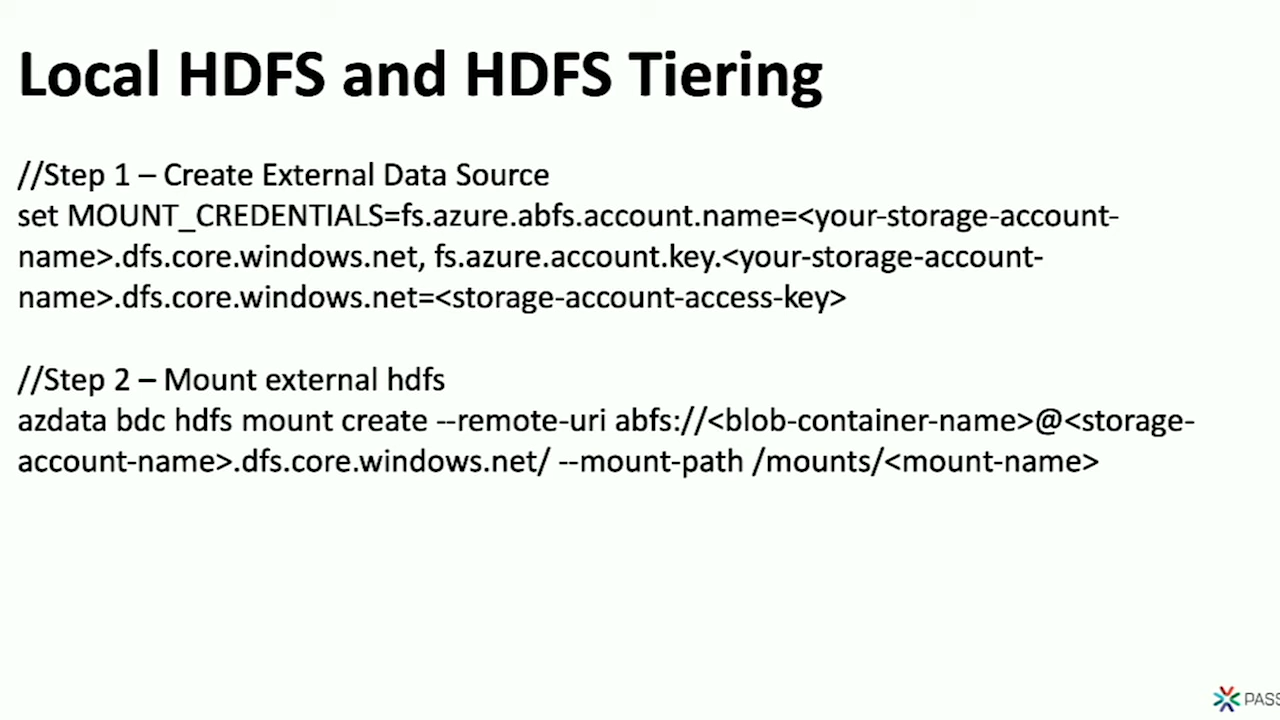 Local HDFS and HDFS Tiering
//Step 1 – Create External Data Source
set MOUNT_CREDENTIALS=fs.azure.abfs.account.name=<your-storage-account-
name>.dfs.core.windows.net, fs.azure.account.key.<your-storage-account-
name>.dfs.core.windows.net=<storage-account-access-key>
//Step 2 – Mount external hdfs
azdata bdc hdfs mount create --remote-uri abfs://<blob-container-name>@<storage-
account-name>.dfs.core.windows.net/ --mount-path /mounts/<mount-name>
PASS